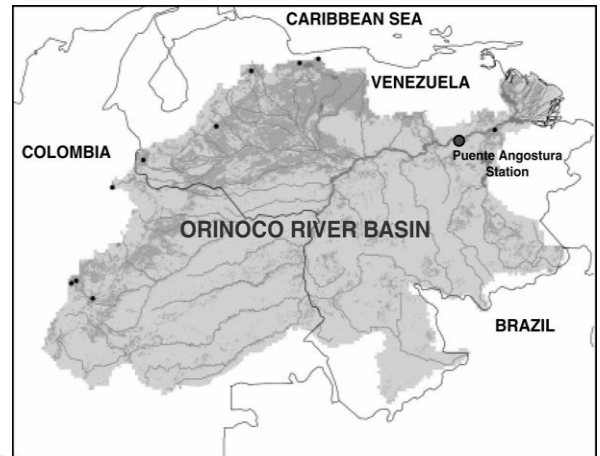 CARIBBEAN SEA
VENEZUELA
COLOMBIA
Puente Angostura
Station
ORINOCO RIVER BASIN
BRAZIL